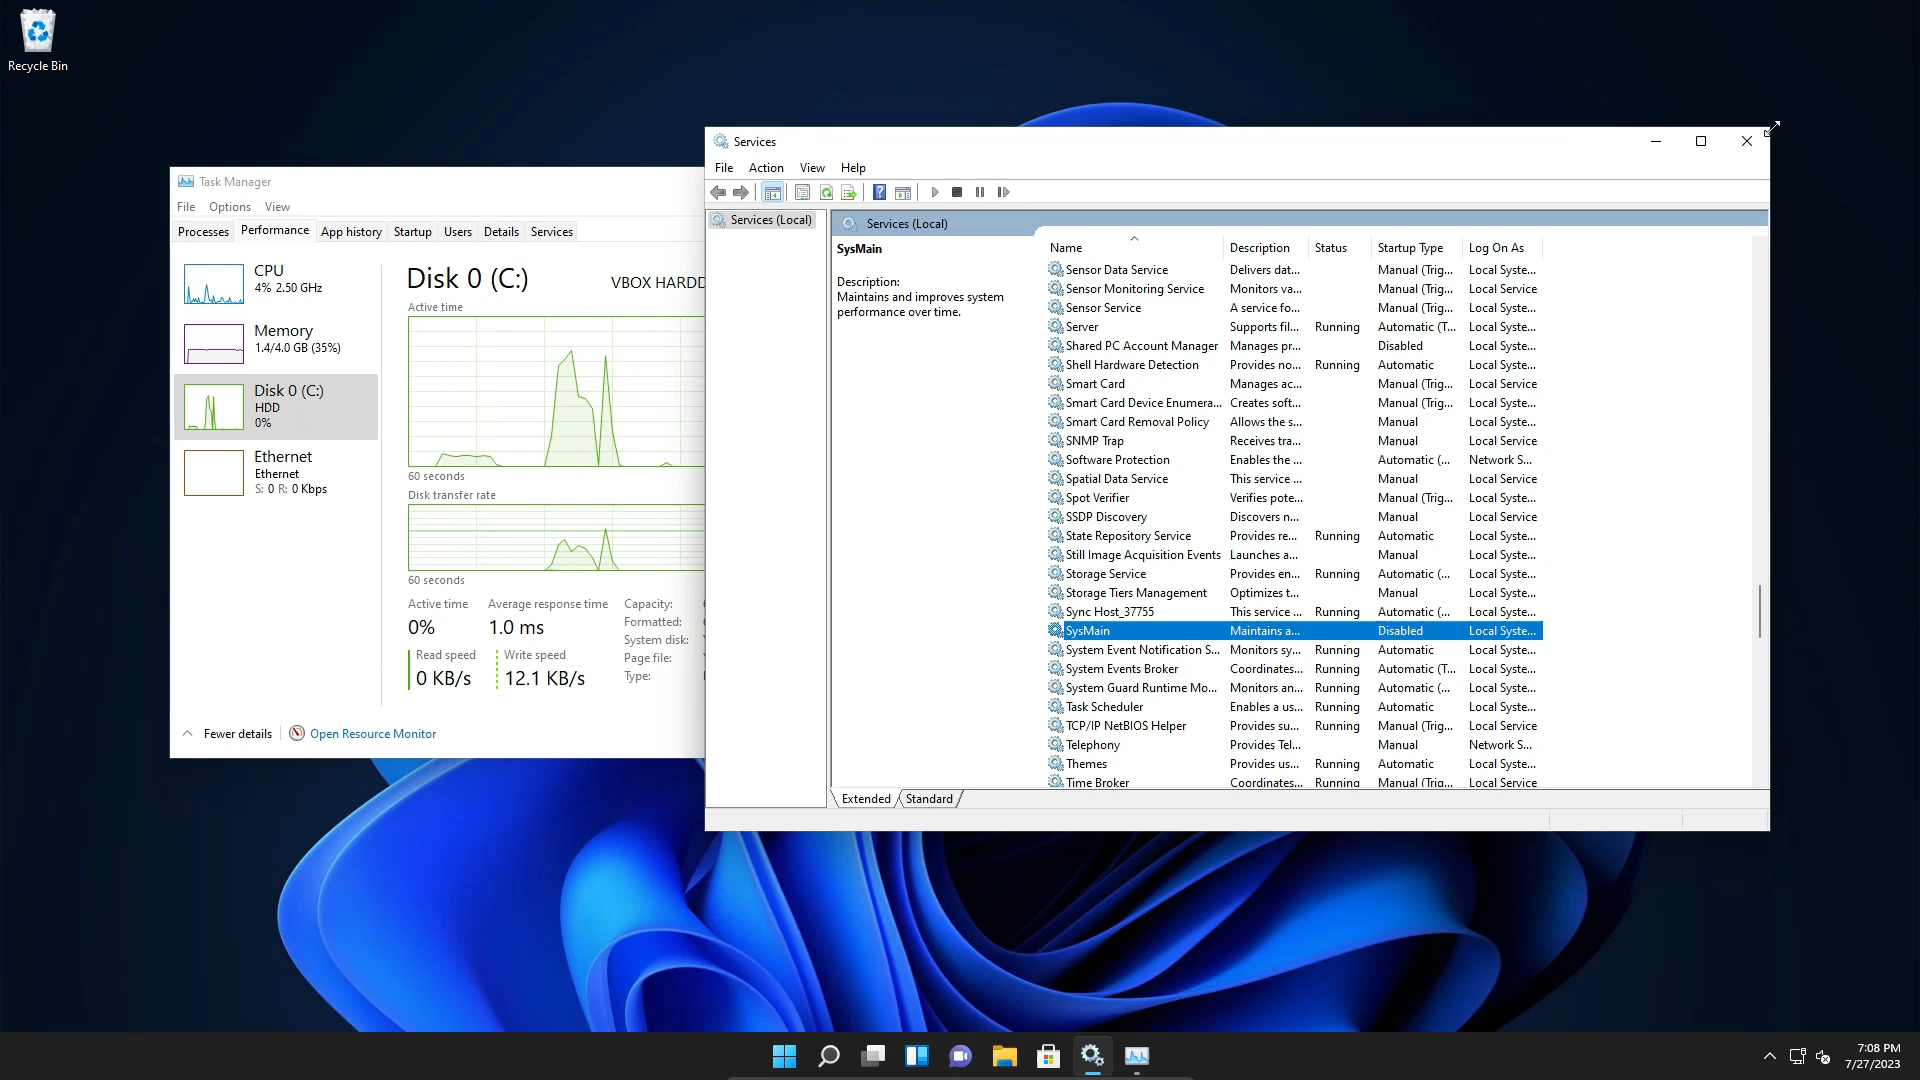 Recycle Bin
Task Manager
File Options View
Processes Performance App history Startup Users Details Services
CPU
4% 2.50 GHz
Memory
1.4/4.0 GB (35%)
Disk 0 (C:)
HDD
0%
Ethernet
Ethernet
S: 0 R: 0 Kbps
Disk 0 (C:) VBOX HARDD
Active time
60 seconds
Disk transfer rate
60 seconds
Active time Average response time
0% 1.0 ms
Read speed Write speed
0 KB/s 12.1 KB/s
Capacity:
Formatted:
System disk:
Page file:
Type:
Fewer details Open Resource Monitor
Services
File Action View Help
Services (Local)
Services (Local)
SysMain
Description:
Maintains and improves system
performance over time.
Name Description Status Startup Type Log On As
Sensor Data Service Delivers dat... Manual (Trig... Local Syste...
Sensor Monitoring Service Monitors va... Manual (Trig... Local Service
Sensor Service A service fo... Manual (Trig... Local Syste...
Server Supports fil... Running Automatic (T... Local Syste...
Shared PC Account Manager Manages pr... Disabled Local Syste...
Shell Hardware Detection Provides no... Running Automatic Local Syste...
Smart Card Manages ac... Manual (Trig... Local Service
Smart Card Device Enumera... Creates soft... Manual (Trig... Local Syste...
Smart Card Removal Policy Allows the s... Manual Local Syste...
SNMP Trap Receives tra... Manual Local Service
Software Protection Enables the ... Automatic (... Network S...
Spatial Data Service This service ... Manual Local Service
Spot Verifier Verifies pote... Manual (Trig... Local Syste...
SSDP Discovery Discovers n... Manual Local Service
State Repository Service Provides re... Running Automatic Local Syste...
Still Image Acquisition Events Launches a... Manual Local Syste...
Storage Service Provides en... Running Automatic (... Local Syste...
Storage Tiers Management Optimizes t... Manual Local Syste...
Sync Host_37755 This service ... Running Automatic (... Local Syste...
SysMain Maintains a... Disabled Local Syste...
System Event Notification S... Monitors sy... Running Automatic Local Syste...
System Events Broker Coordinates... Running Automatic (T... Local Syste...
System Guard Runtime Mo... Monitors an... Running Automatic (... Local Syste...
Task Scheduler Enables a us... Running Automatic Local Syste...
TCP/IP NetBIOS Helper Provides su... Running Manual (Trig... Local Service
Telephony Provides Tel... Manual Network S...
Themes Provides us... Running Automatic Local Syste...
Time Broker Coordinates... Running Manual (Trig... Local Service
Extended Standard
7:08 PM
7/27/2023